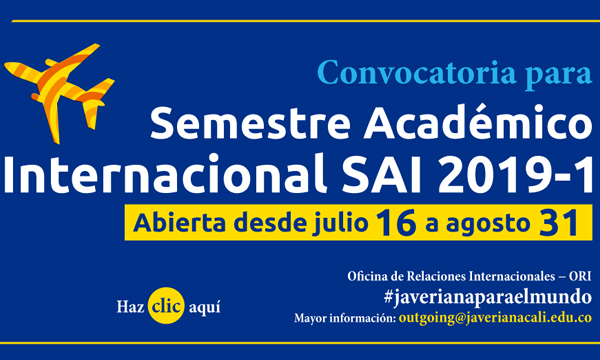 Convocatoria para
Semestre Académico
Internacional SAI 2019-1
Abierta desde julio 16 a agosto 31
Oficina de Relaciones Internacionales – ORI
#javerianaparaelmundo
Haz clic aquí
Mayor información: outgoing@javerianacali.edu.co